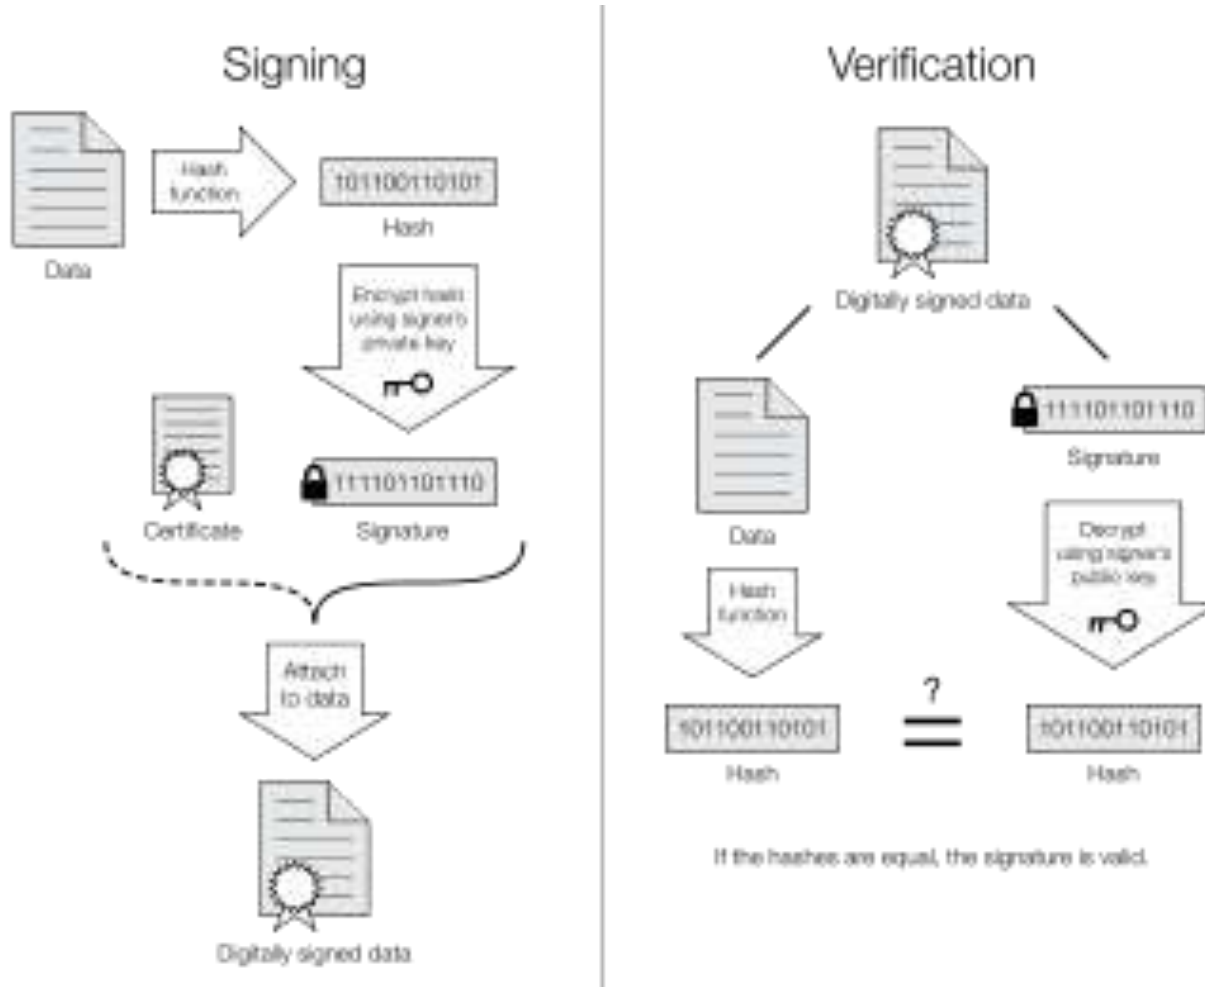 Signing
Hash
function
101100110101
Hash
Data
Encrypt hash
using signer's
private key
Certificate
111101101110
Signature
Attach
to data
Digitally signed data
Verification
Digitally signed data
Data
111101101110
Signature
Hash
function
Decrypt
using signer's
public key
101100110101
Hash
?
=
101100110101
Hash
If the hashes are equal, the signature is valid.